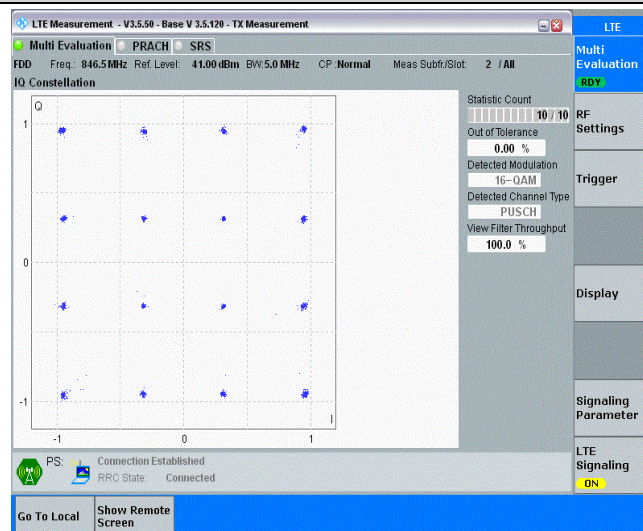 LTE Measurement - V3.5.50 - Base V 3.5.120 - TX Measurement
LTE
Multi Evaluation PRACH SRS
FDD Freq.: 846.5 MHz Ref. Level: 41.00 dBm BW:5.0 MHz CP :Normal Meas Subfr./Slot: 2 / All
IQ Constellation
Q
1
0
-1
I
-1 0 1
Statistic Count
10 / 10
Out of Tolerance
0.00 %
Detected Modulation
16-QAM
Detected Channel Type
PUSCH
View Filter Throughput
100.0 %
Multi
Evaluation
RDY
RF
Settings
Trigger
Display
Signaling
Parameter
LTE
Signaling
ON
PS: Connection Established
RRC State: Connected
Go To Local
Show Remote
Screen